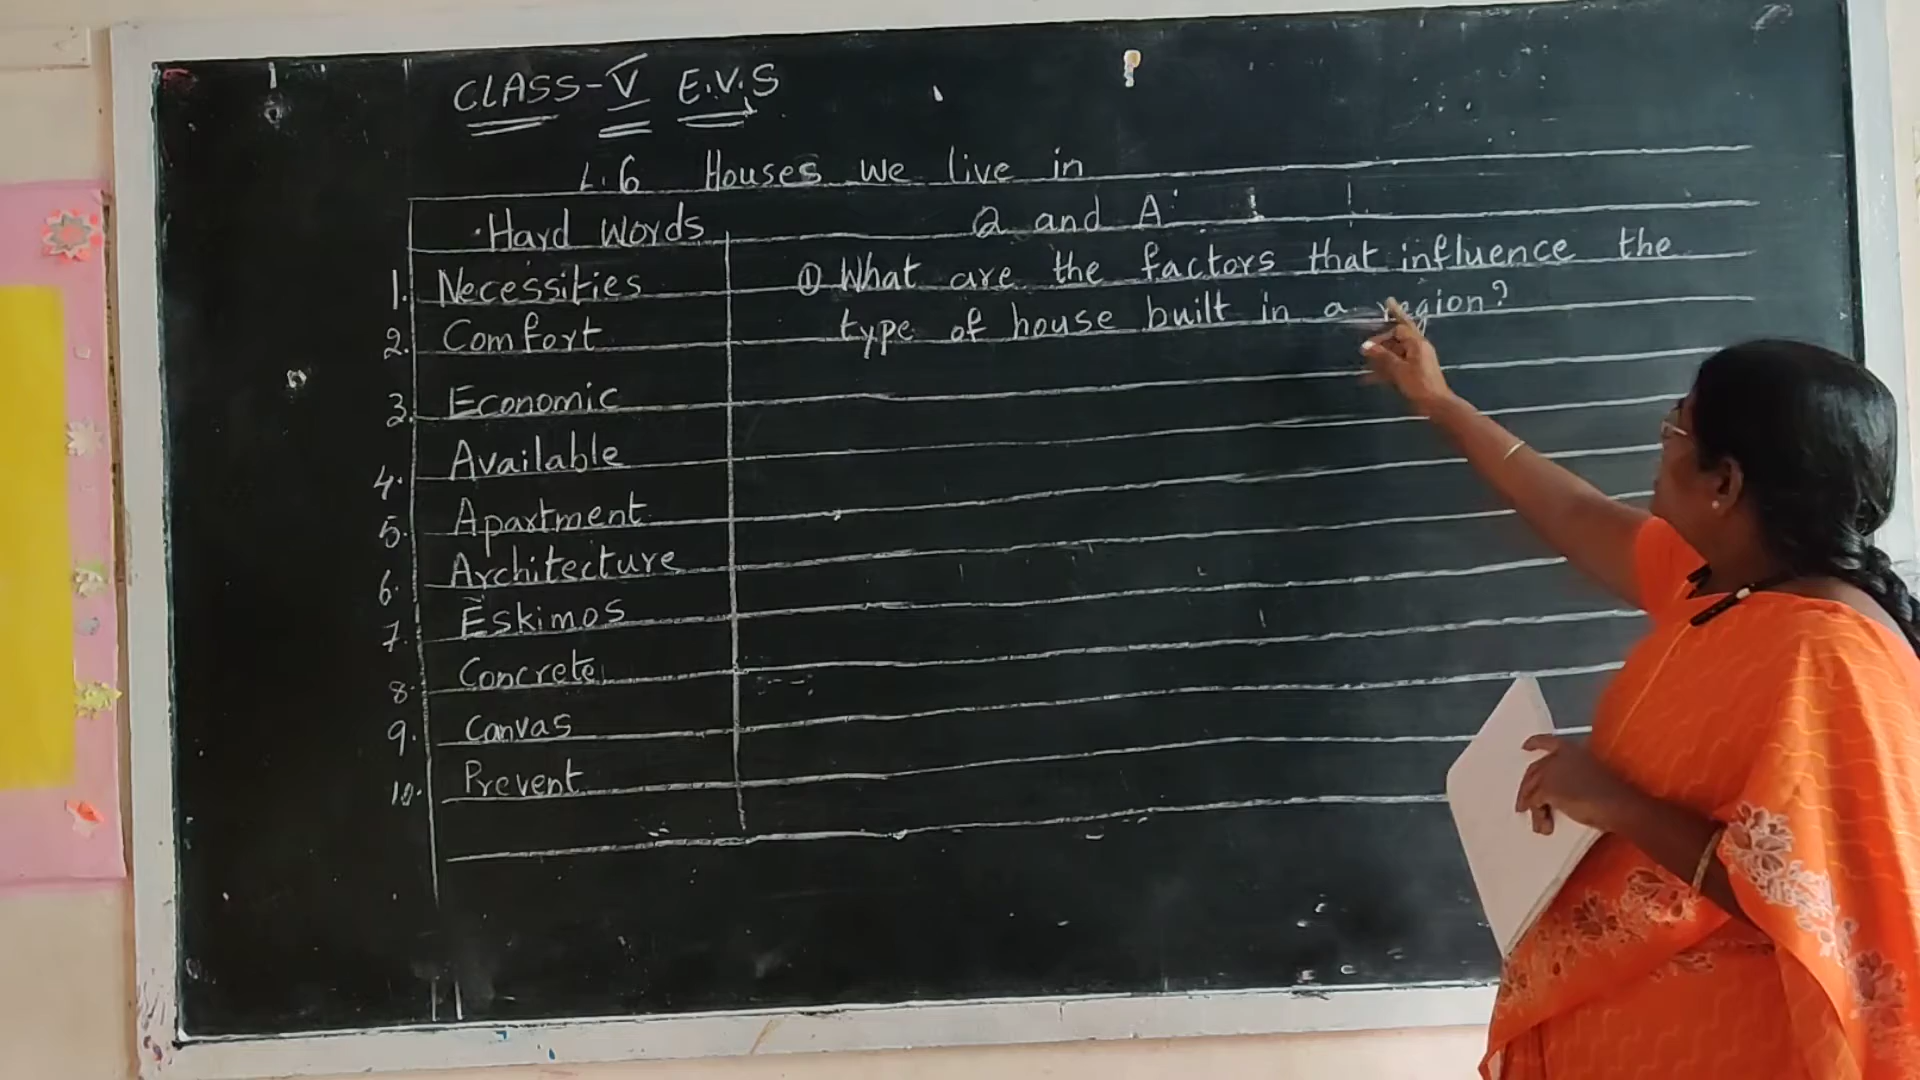 CLASS-V E.V.S
L.6 Houses we live in
Hard Words
Q and A
1. Necessities
2. Comfort
3. Economic
4. Available
5. Apartment
6. Architecture
7. Eskimos
8. Concrete
9. Canvas
10. Prevent
① What are the factors that influence the
type of house built in a region?